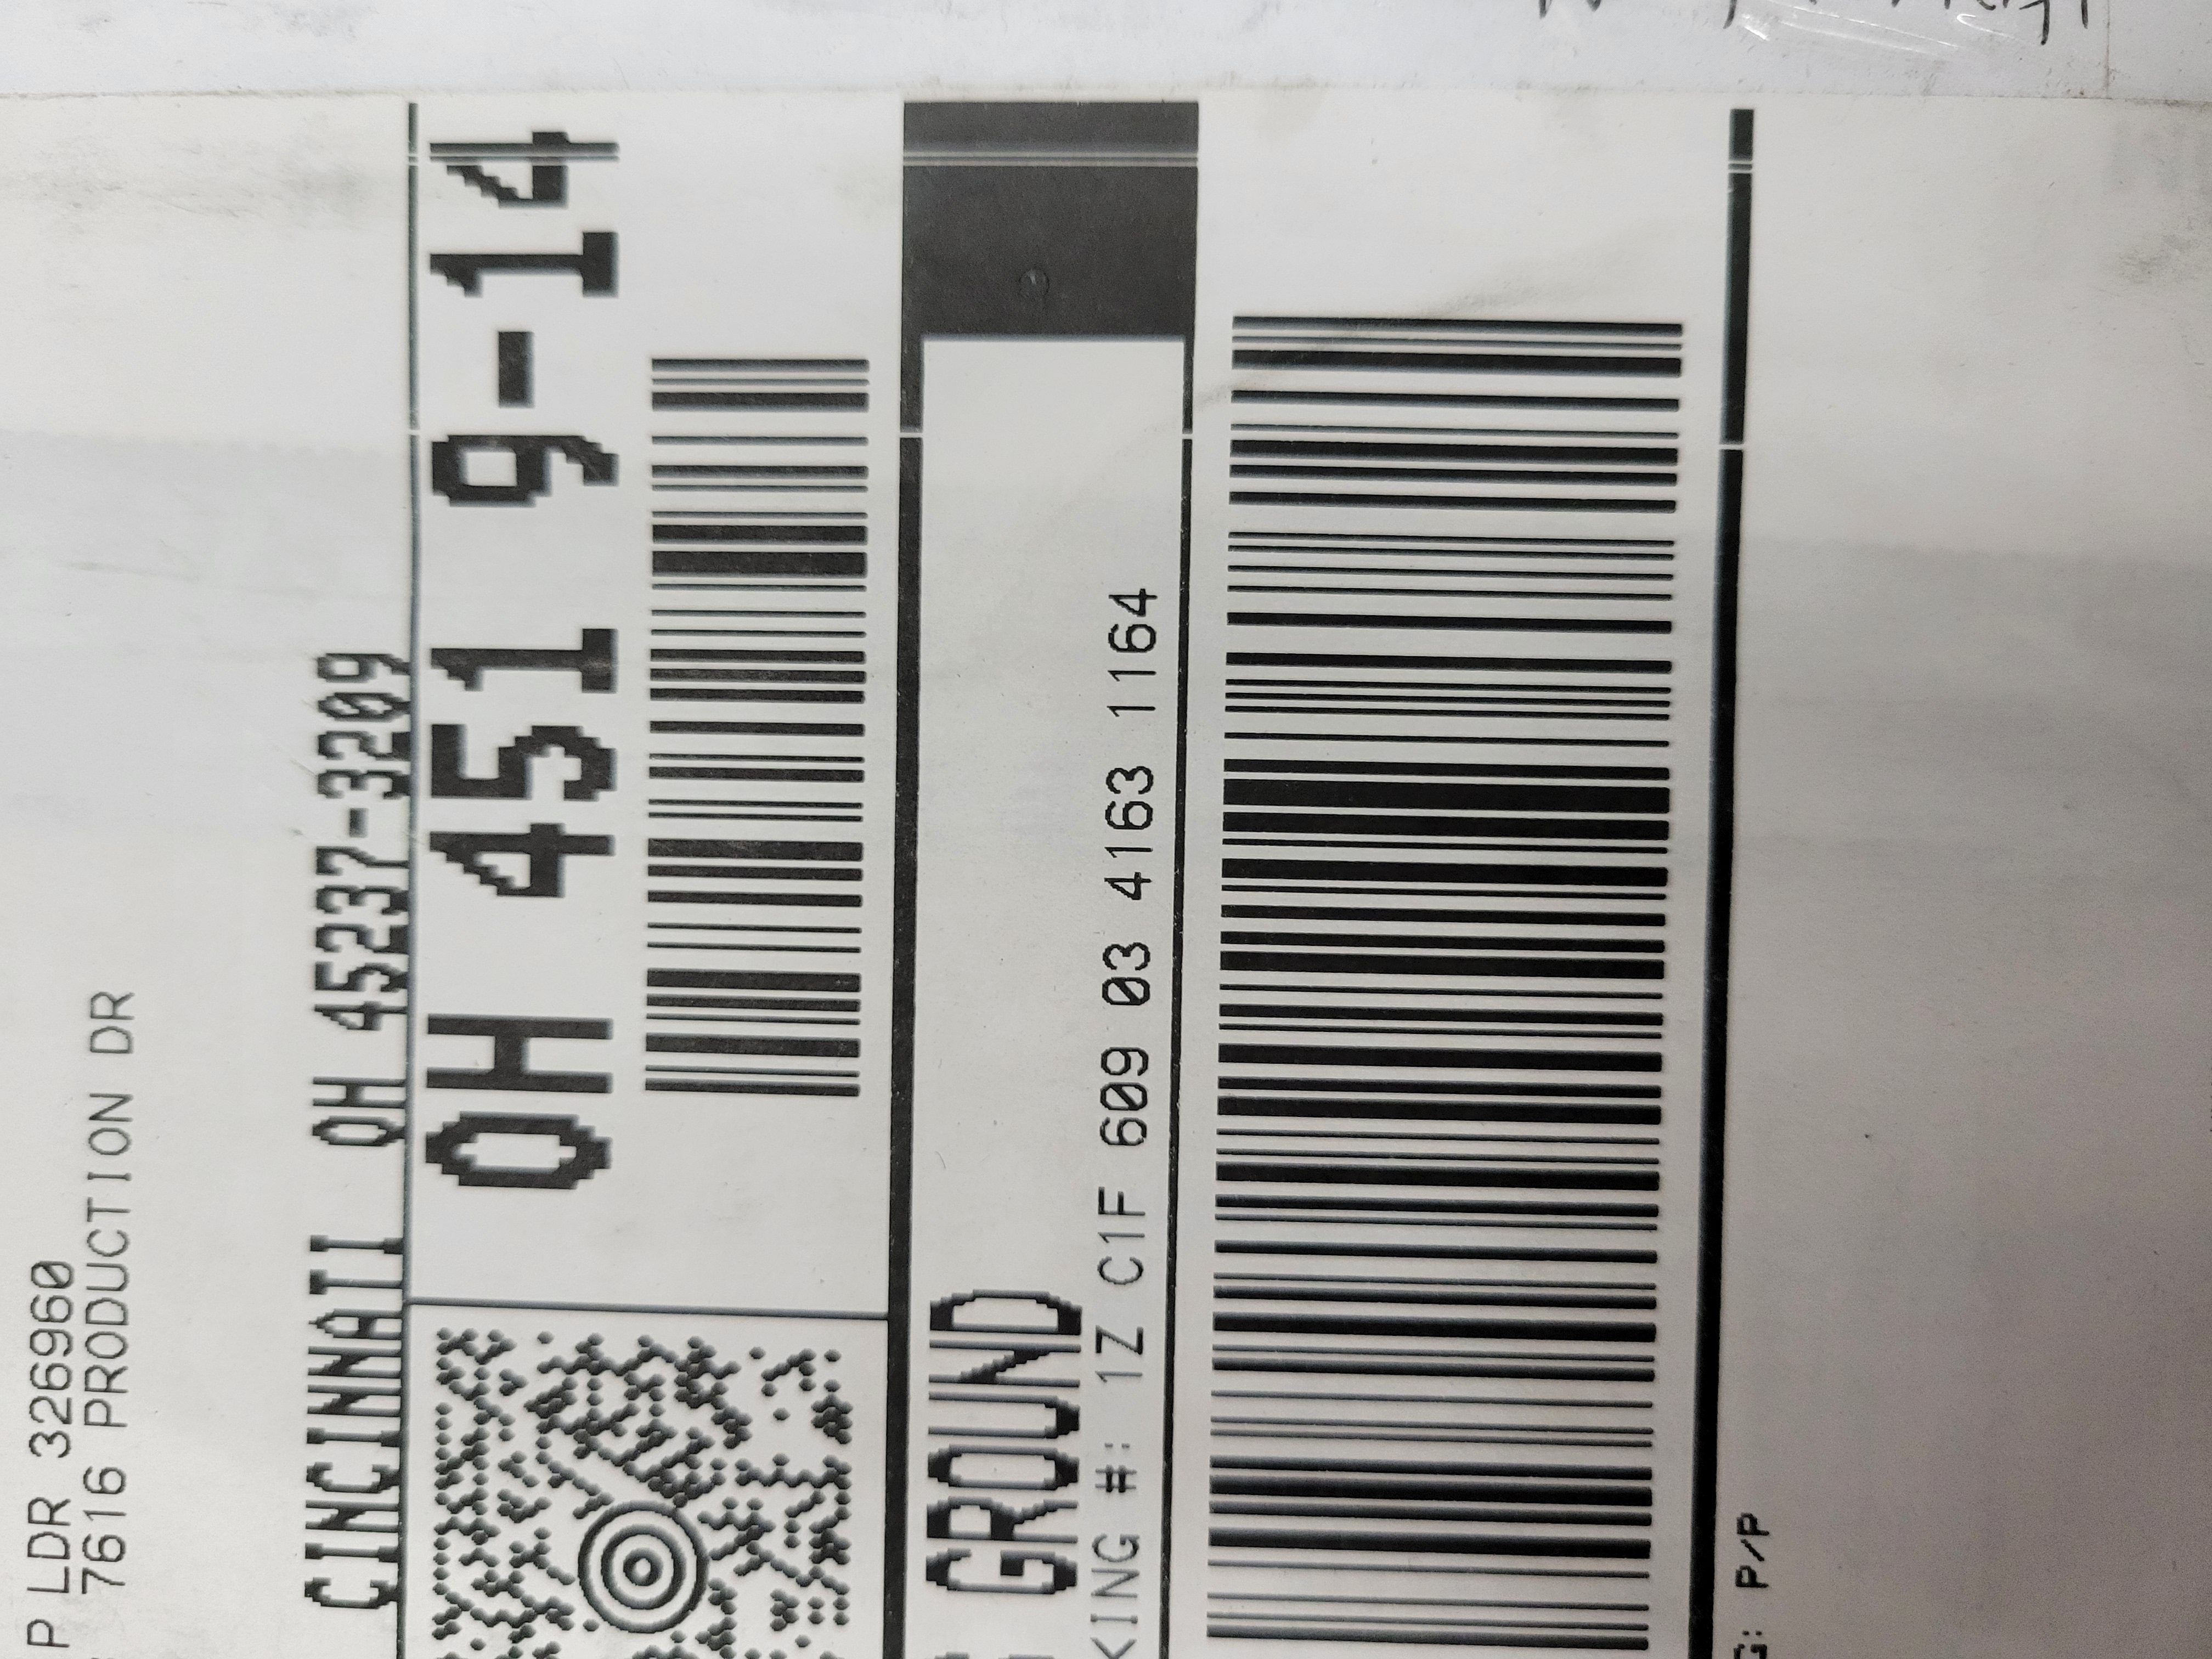 P LDR 326960
7616 PRODUCTION DR
CINCINNATI OH 45237-3209
OH 451 9-14
GROUND
KING #: 1Z C1F 609 03 4163 1164
G: P/P